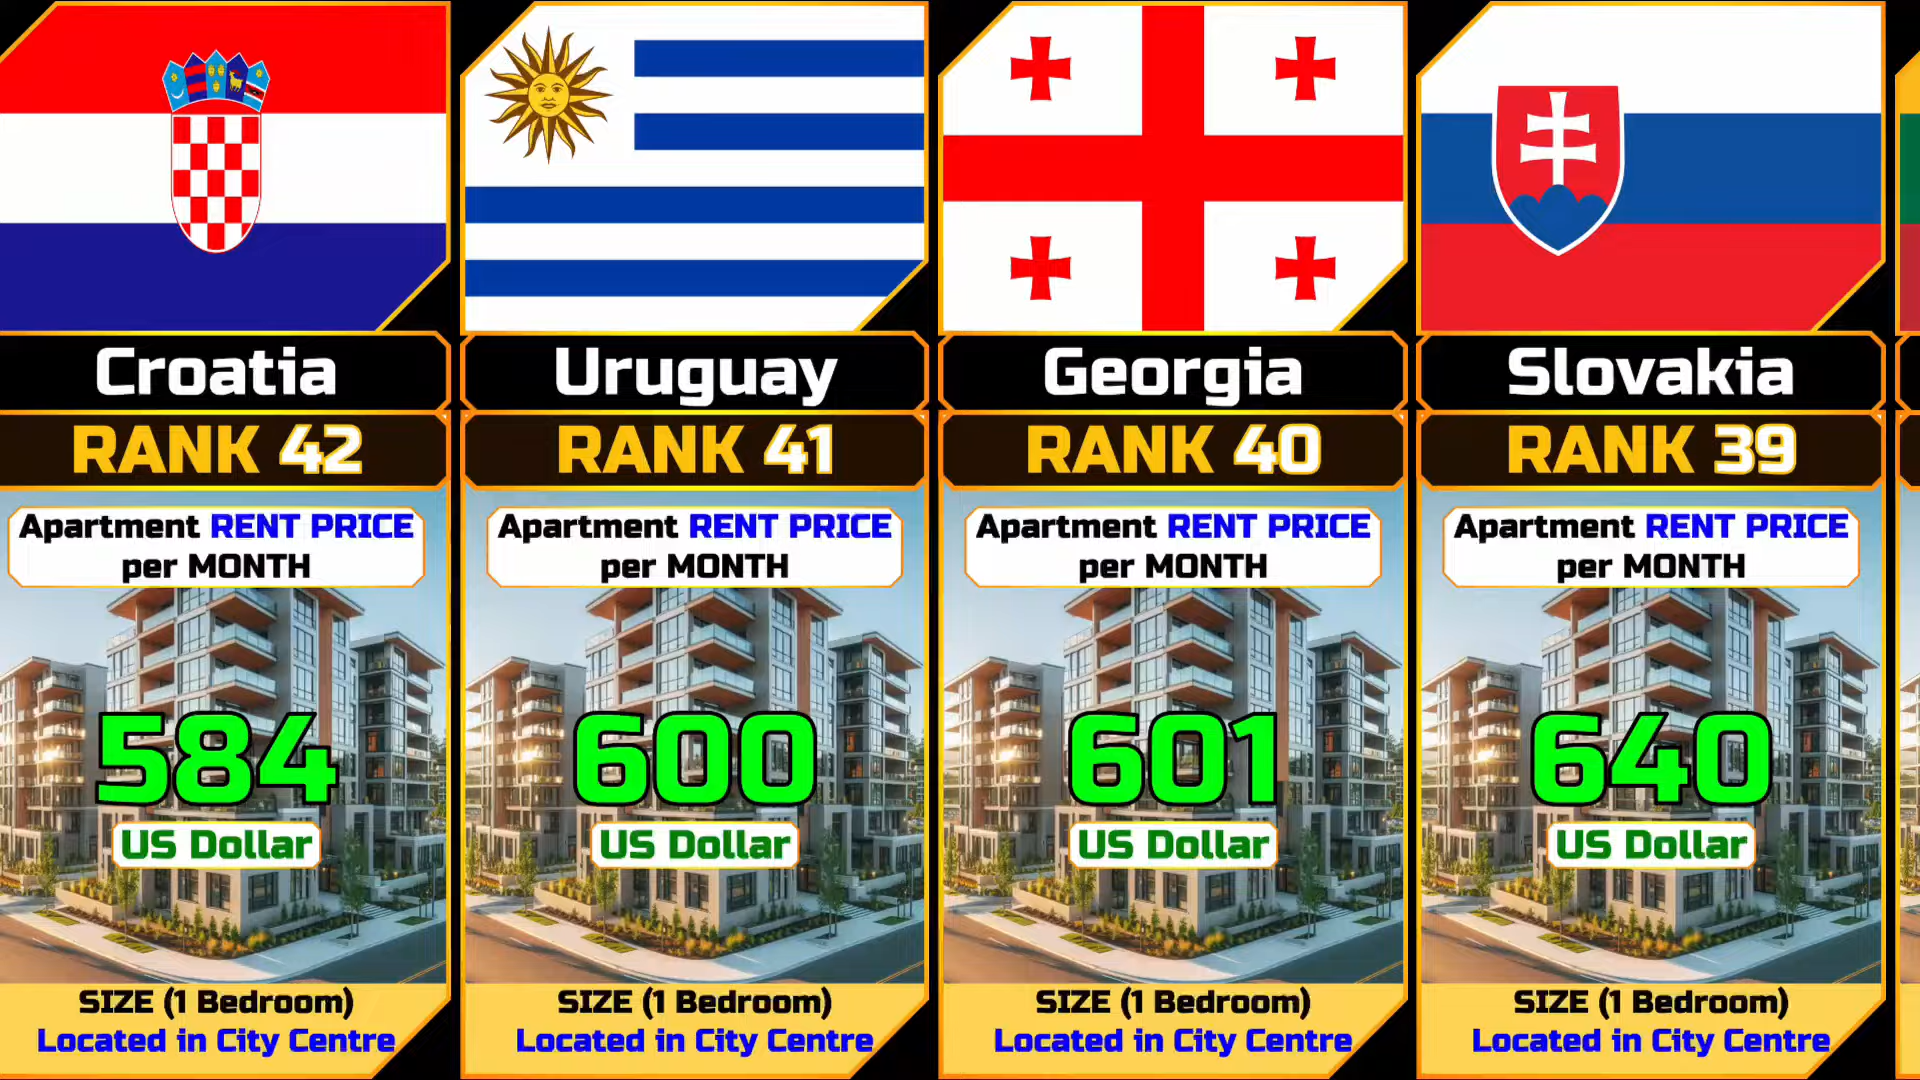 Croatia
RANK 42
Apartment RENT PRICE
per MONTH
584
US Dollar
SIZE (1 Bedroom)
Located in City Centre
Uruguay
RANK 41
Apartment RENT PRICE
per MONTH
600
US Dollar
SIZE (1 Bedroom)
Located in City Centre
Georgia
RANK 40
Apartment RENT PRICE
per MONTH
601
US Dollar
SIZE (1 Bedroom)
Located in City Centre
Slovakia
RANK 39
Apartment RENT PRICE
per MONTH
640
US Dollar
SIZE (1 Bedroom)
Located in City Centre